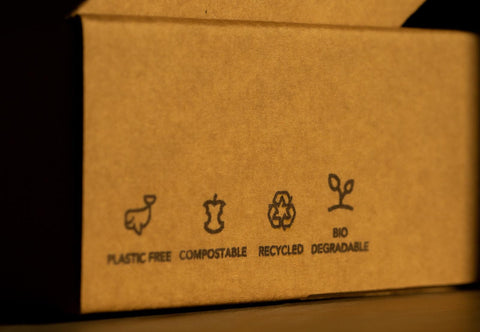 PLASTIC FREE
COMPOSTABLE
RECYCLED
BIO
DEGRADABLE